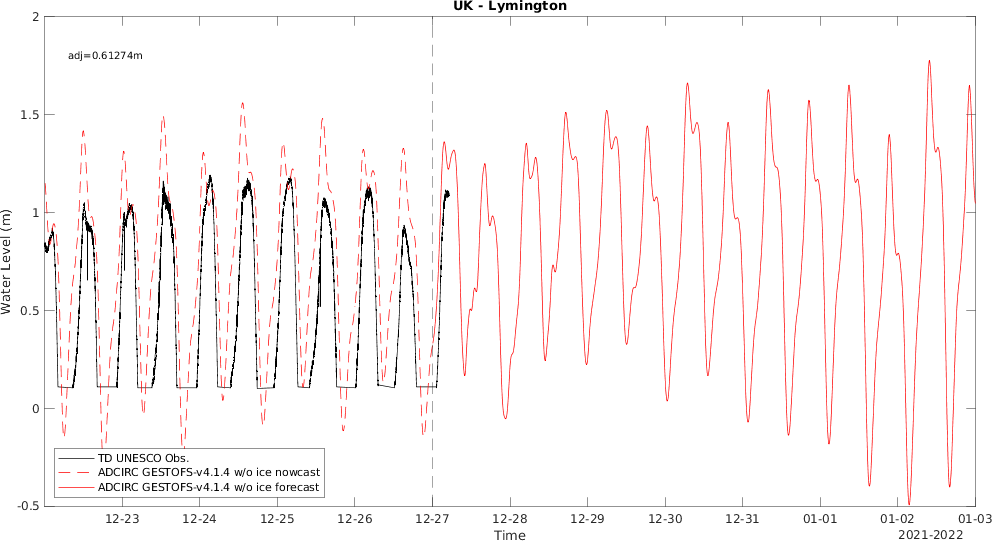 UK - Lymington
adj=0.61274m
2
1.5
1
0.5
0
-0.5
Water Level (m)
TD UNESCO Obs.
ADCIRC GESTOFS-v4.1.4 w/o ice nowcast
ADCIRC GESTOFS-v4.1.4 w/o ice forecast
12-23 12-24 12-25 12-26 12-27 12-28 12-29 12-30 12-31 01-01 01-02 01-03
Time
2021-2022